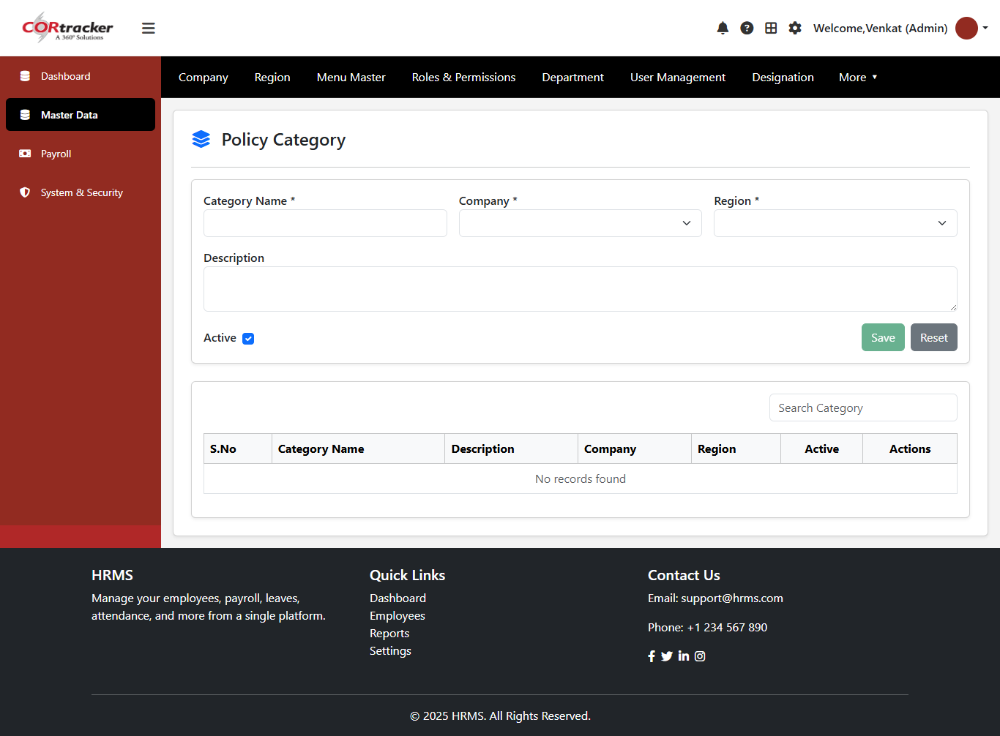 CORtracker
A 360° Solutions
Welcome,Venkat (Admin)
Dashboard
Master Data
Payroll
System & Security
Company Region Menu Master Roles & Permissions Department User Management Designation More
Policy Category
Category Name * Company * Region *
Description
Active Save Reset
Search Category
S.No Category Name Description Company Region Active Actions
No records found
HRMS
Manage your employees, payroll, leaves,
attendance, and more from a single platform.
Quick Links
Dashboard
Employees
Reports
Settings
Contact Us
Email: support@hrms.com
Phone: +1 234 567 890
© 2025 HRMS. All Rights Reserved.